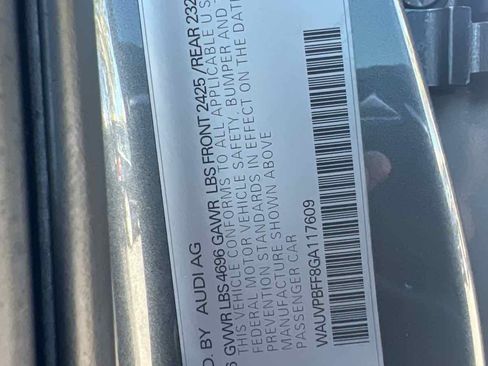 D. BY AUDI AG
6 GVWR LBS 4696 GAWR LBS FRONT 2425 / REAR 232
THIS VEHICLE CONFORMS TO ALL APPLICABLE U S
FEDERAL MOTOR VEHICLE SAFETY, BUMPER AND
PREVENTION STANDARDS IN EFFECT ON THE D
MANUFACTURE SHOWN ABOVE
PASSENGER CAR
WAUVPBFF8GA117609